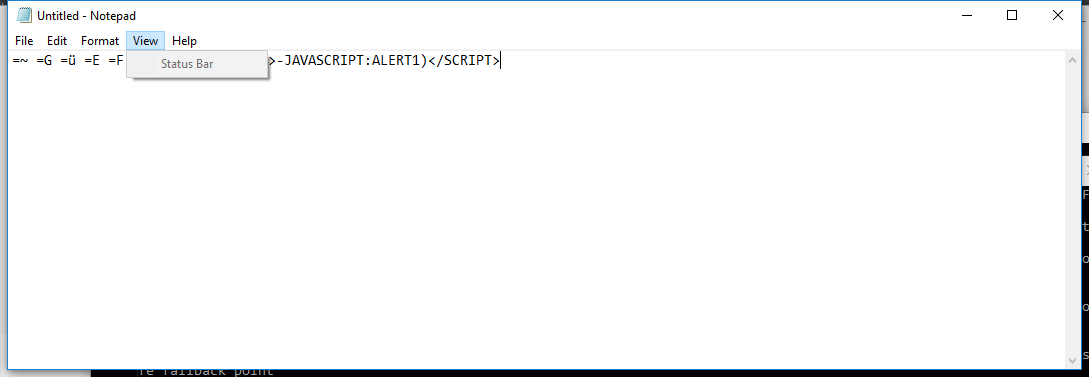 Untitled - Notepad
File Edit Format View Help
=~ =G =ü =E =F >-JAVASCRIPT:ALERT1)</SCRIPT>
Status Bar
re fallback point